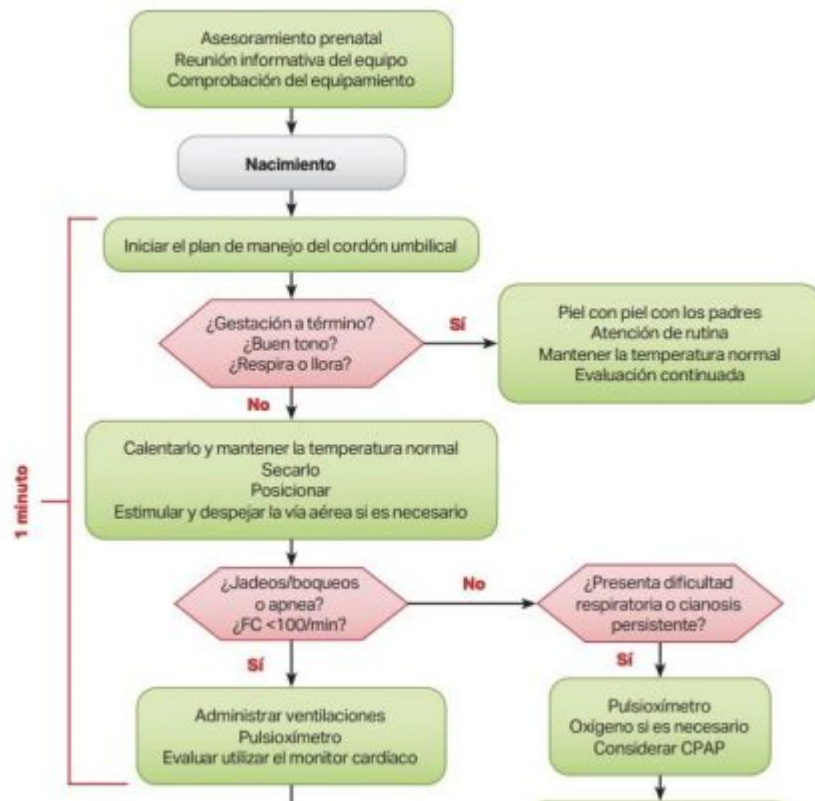 Asesoramiento prenatal
Reunión informativa del equipo
Comprobación del equipamiento
Nacimiento
Iniciar el plan de manejo del cordón umbilical
¿Gestación a término?
¿Buen tono?
¿Respira o llora?
Sí
Piel con piel con los padres
Atención de rutina
Mantener la temperatura normal
Evaluación continuada
No
Calentarlo y mantener la temperatura normal
Secarlo
Posicionar
Estimular y despejar la vía aérea si es necesario
1 minuto
¿Jadeos/boqueos
o apnea?
¿FC <100/min?
No
¿Presenta dificultad
respiratoria o cianosis
persistente?
Sí
Sí
Administrar ventilaciones
Pulsioxímetro
Evaluar utilizar el monitor cardíaco
Pulsioxímetro
Oxígeno si es necesario
Considerar CPAP